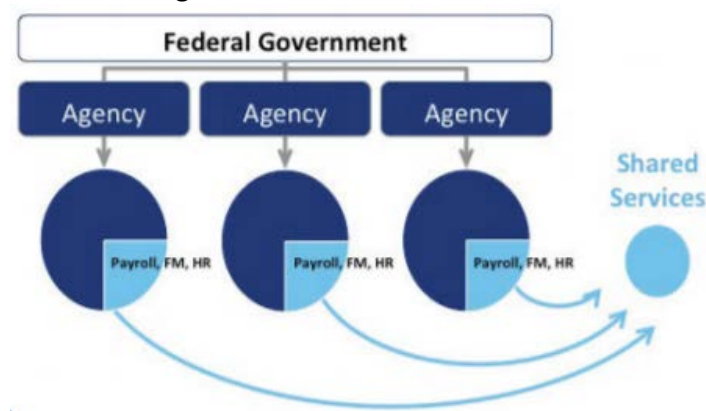 Federal Government
Agency
Agency
Agency
Shared
Services
Payroll, FM, HR
Payroll, FM, HR
Payroll, FM, HR